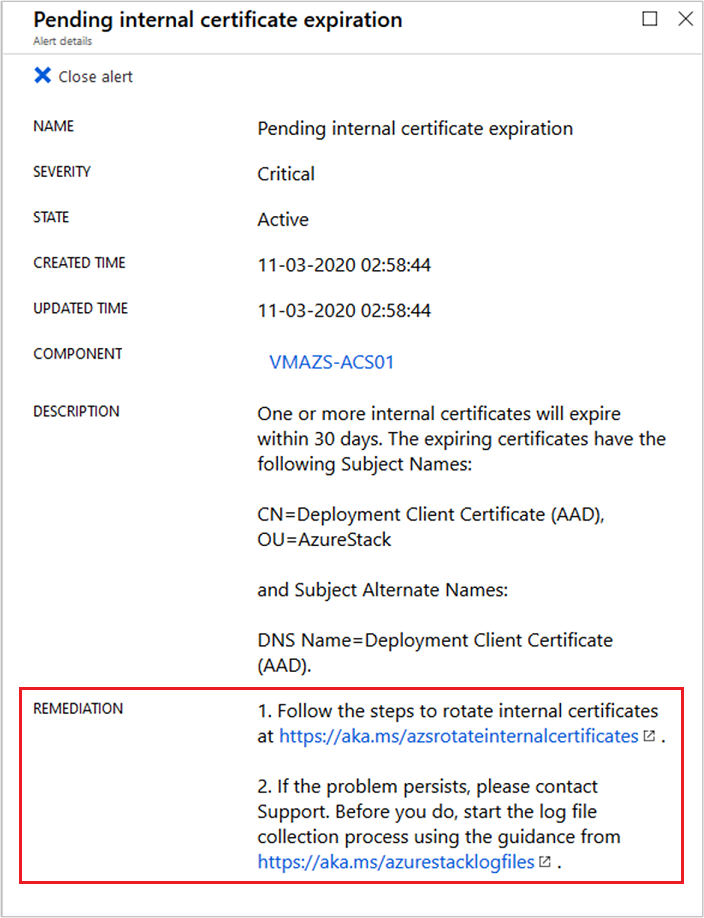 Pending internal certificate expiration
Alert details
Close alert
NAME
Pending internal certificate expiration
SEVERITY
Critical
STATE
Active
CREATED TIME
11-03-2020 02:58:44
UPDATED TIME
11-03-2020 02:58:44
COMPONENT
VMAZS-ACS01
DESCRIPTION
One or more internal certificates will expire
within 30 days. The expiring certificates have the
following Subject Names:
CN=Deployment Client Certificate (AAD),
OU=AzureStack
and Subject Alternate Names:
DNS Name=Deployment Client Certificate
(AAD).
REMEDIATION
1. Follow the steps to rotate internal certificates
at https://aka.ms/azsrotateinternalcertificates .
2. If the problem persists, please contact
Support. Before you do, start the log file
collection process using the guidance from
https://aka.ms/azurestacklogfiles .